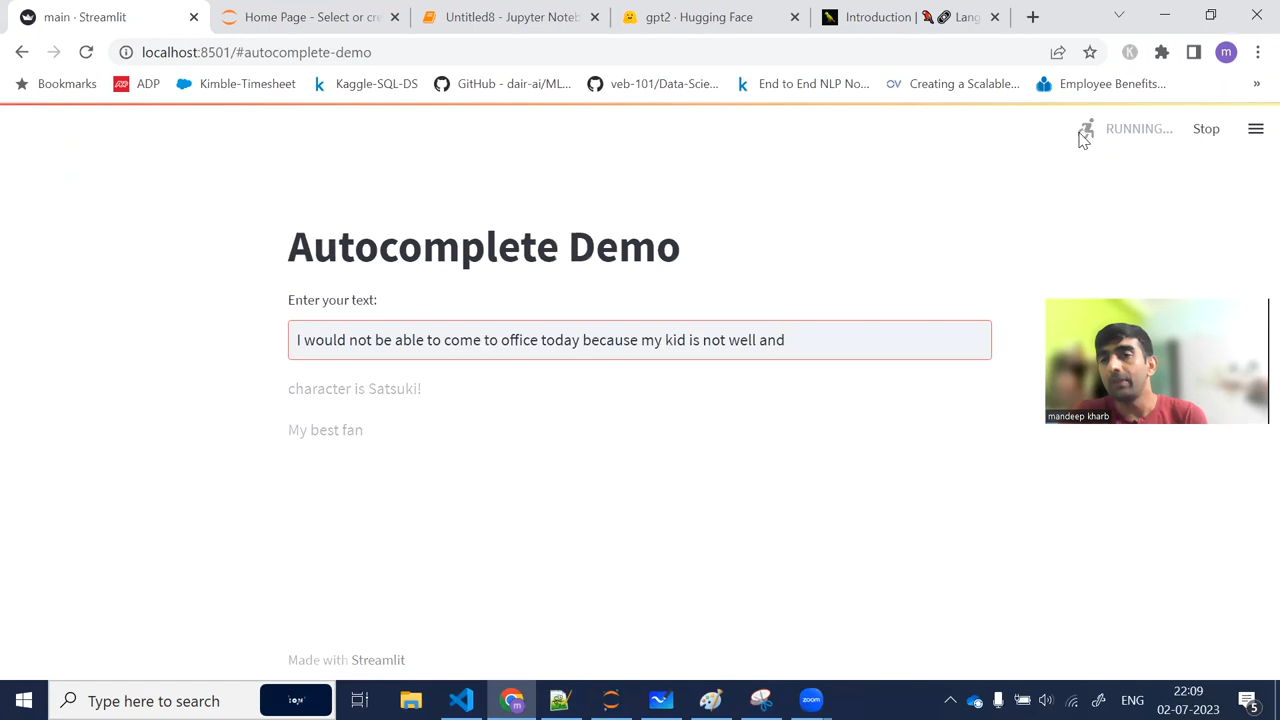 main · Streamlit
Home Page - Select or cre
Untitled8 - Jupyter Noteb
gpt2 · Hugging Face
Introduction | 🦜️🔗 Lang
localhost:8501/#autocomplete-demo
K
m
Bookmarks
ADP
Kimble-Timesheet
Kaggle-SQL-DS
GitHub - dair-ai/ML...
veb-101/Data-Scie...
End to End NLP No...
Creating a Scalable...
Employee Benefits...
»
RUNNING...
Stop
Autocomplete Demo
Enter your text:
I would not be able to come to office today because my kid is not well and
character is Satsuki!
My best fan
mandeep kharb
Made with Streamlit
Type here to search
zoom
ENG
22:09
02-07-2023
5